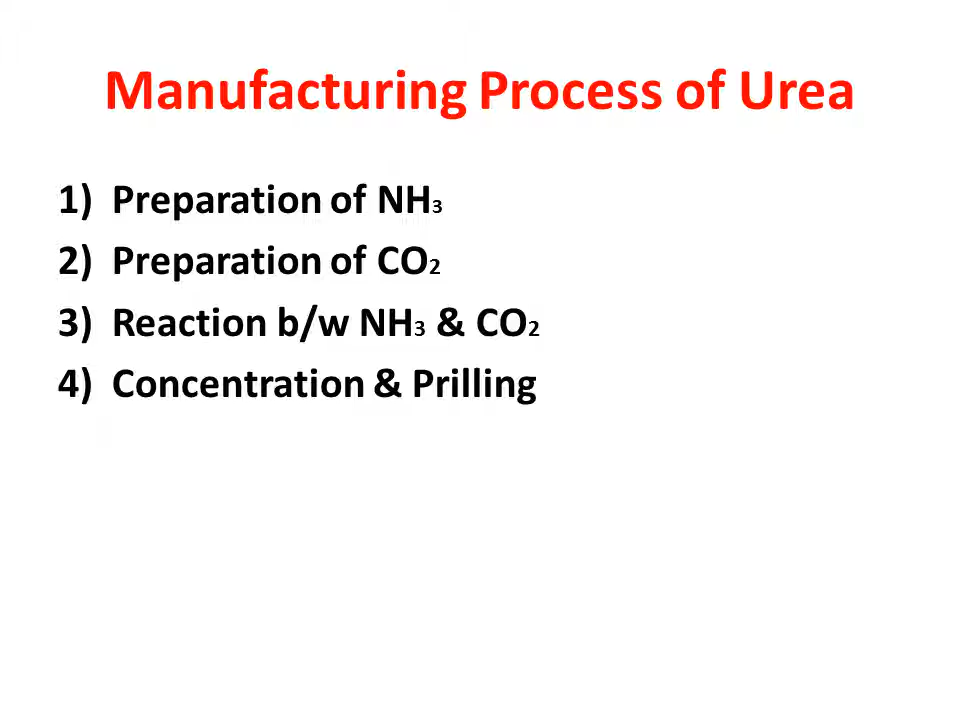 Manufacturing Process of Urea
1) Preparation of NH₃
2) Preparation of CO₂
3) Reaction b/w NH₃ & CO₂
4) Concentration & Prilling